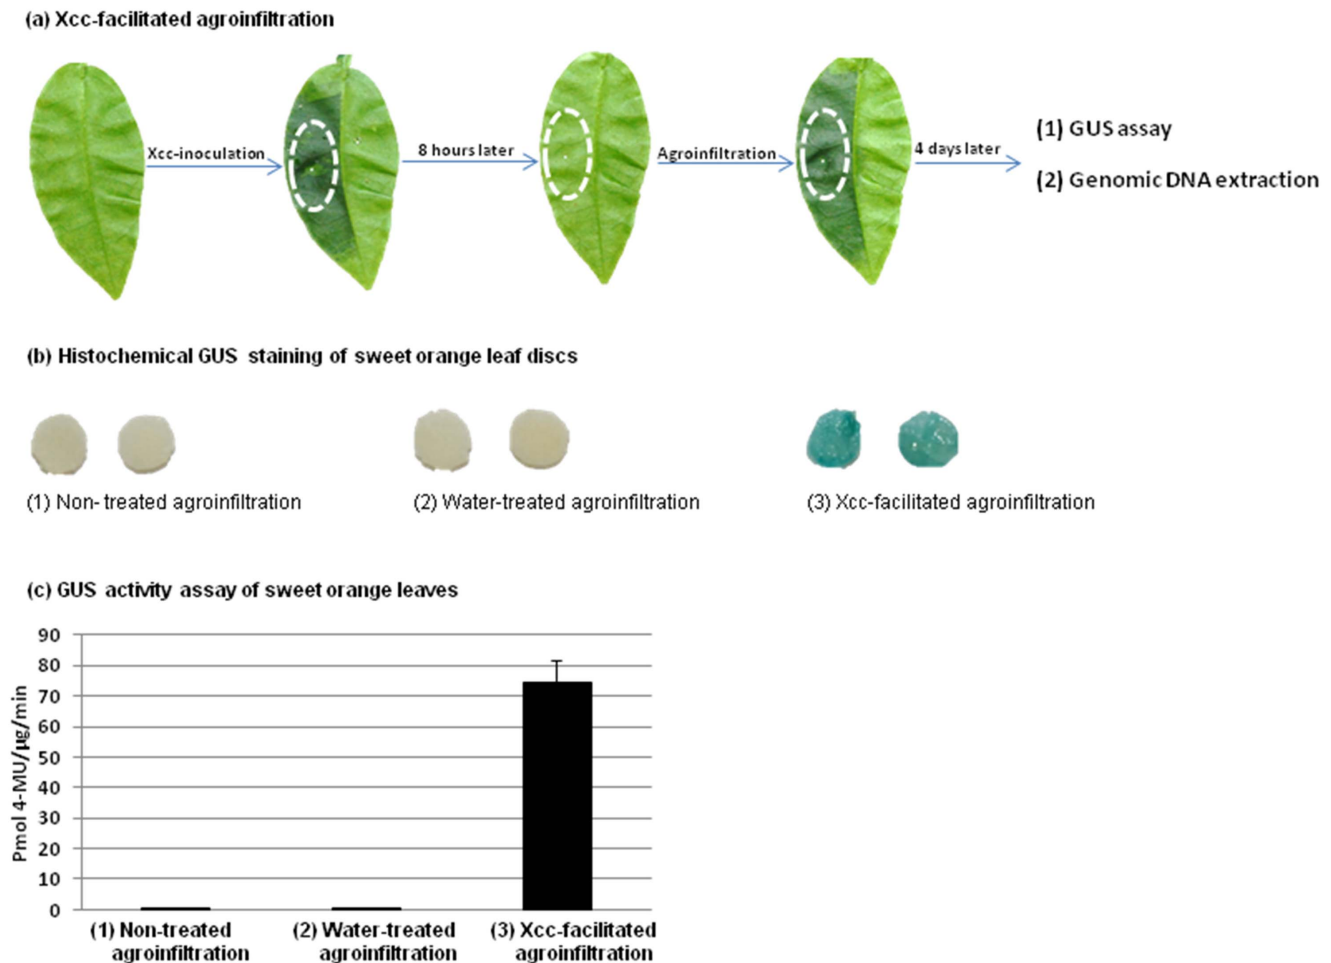 (a) Xcc-facilitated agroinfiltration
Xcc-inoculation
8 hours later
Agroinfiltration
4 days later
(1) GUS assay
(2) Genomic DNA extraction
(b) Histochemical GUS staining of sweet orange leaf discs
(1) Non- treated agroinfiltration
(2) Water-treated agroinfiltration
(3) Xcc-facilitated agroinfiltration
(c) GUS activity assay of sweet orange leaves
Pmol 4-MU/µg/min
90
80
70
60
50
40
30
20
10
0
(1) Non-treated
agroinfiltration
(2) Water-treated
agroinfiltration
(3) Xcc-facilitated
agroinfiltration